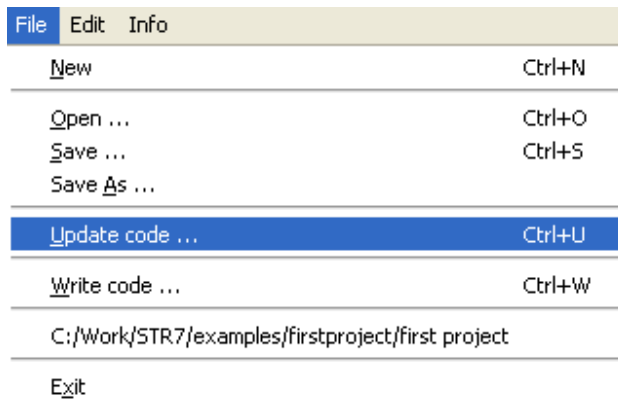 File Edit Info
New Ctrl+N
Open ... Ctrl+O
Save ... Ctrl+S
Save As ...
Update code ... Ctrl+U
Write code ... Ctrl+W
C:/Work/STR7/examples/firstproject/first project
Exit